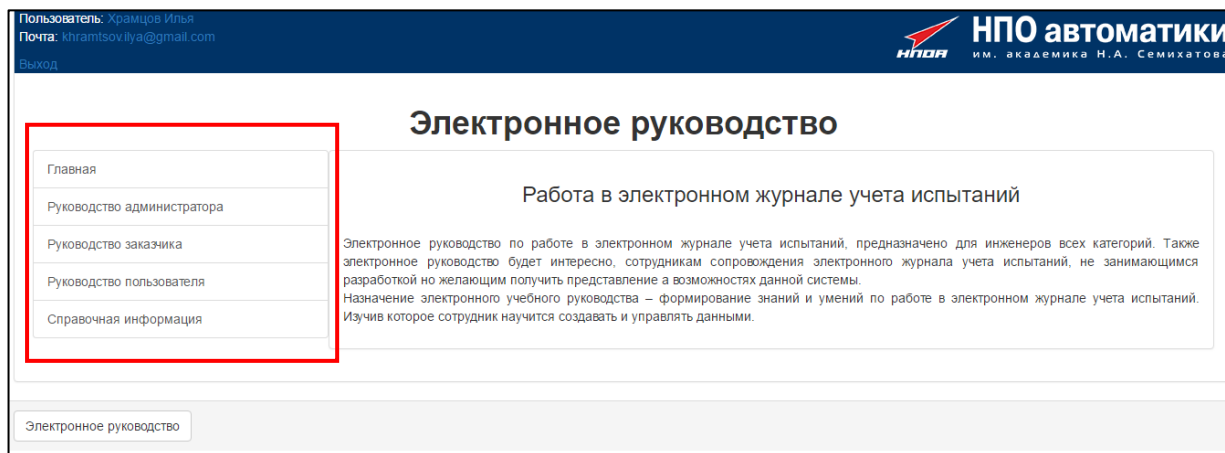 Пользователь: Храмцов Илья
Почта: khramtsov.ilya@gmail.com
Выход
НПОА
НПО автоматики
им. академика Н.А. Семихатова
Электронное руководство
Главная
Руководство администратора
Руководство заказчика
Руководство пользователя
Справочная информация
Работа в электронном журнале учета испытаний
Электронное руководство по работе в электронном журнале учета испытаний, предназначено для инженеров всех категорий. Также
электронное руководство будет интересно, сотрудникам сопровождения электронного журнала учета испытаний, не занимающимся
разработкой но желающим получить представление а возможностях данной системы.
Назначение электронного учебного руководства – формирование знаний и умений по работе в электронном журнале учета испытаний.
Изучив которое сотрудник научится создавать и управлять данными.
Электронное руководство